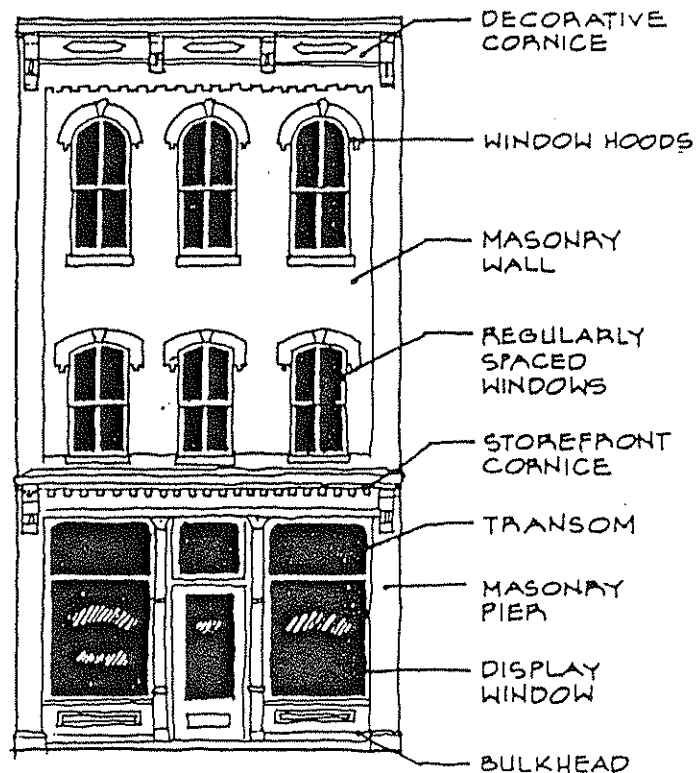 DECORATIVE
CORNICE
WINDOW HOODS
MASONRY
WALL
REGULARLY
SPACED
WINDOWS
STOREFRONT
CORNICE
TRANSOM
MASONRY
PIER
DISPLAY
WINDOW
BULKHEAD